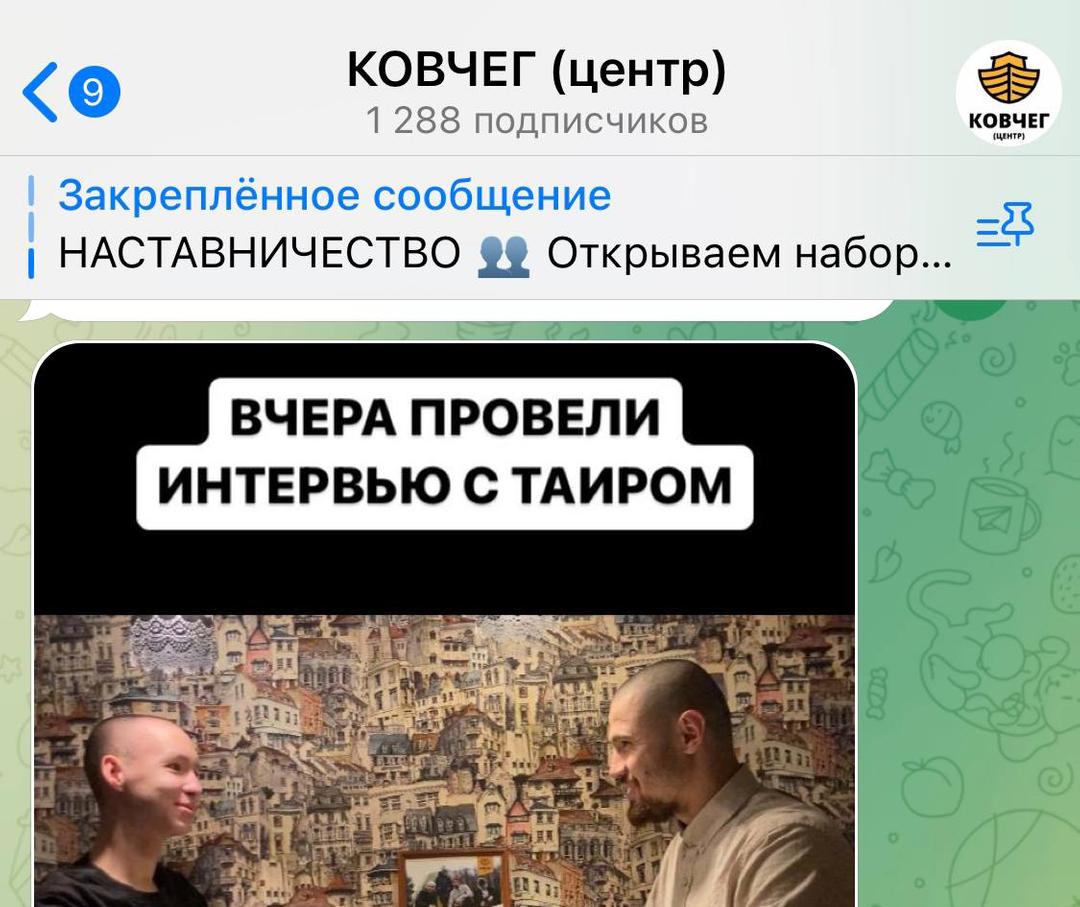 9
КОВЧЕГ (центр)
1 288 подписчиков
КОВЧЕГ
(ЦЕНТР)
Закреплённое сообщение
НАСТАВНИЧЕСТВО 👥 Открываем набор...
ВЧЕРА ПРОВЕЛИ
ИНТЕРВЬЮ С ТАИРОМ